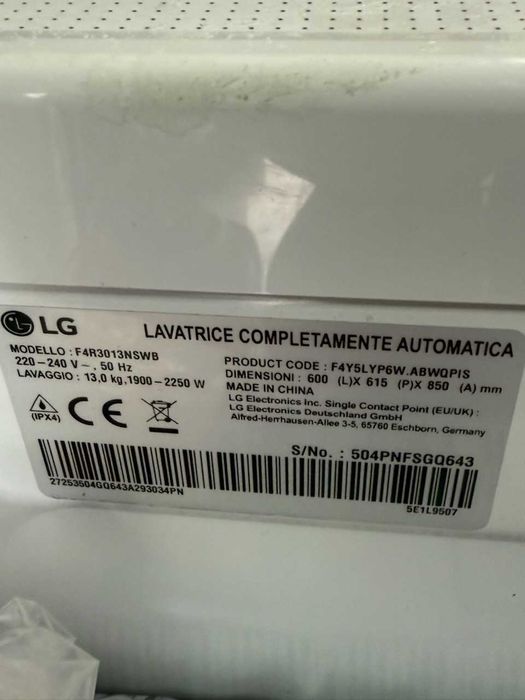 LG
LAVATRICE COMPLETAMENTE AUTOMATICA
MODELLO : F4R3013NSWB
220 – 240 V ~ , 50 Hz
LAVAGGIO : 13,0 kg,1900 – 2250 W
PRODUCT CODE : F4Y5LYP6W.ABWQPIS
DIMENSIONI : 600 (L)X 615 (P)X 850 (A) mm
MADE IN CHINA
LG Electronics Inc. Single Contact Point (EU/UK) :
LG Electronics Deutschland GmbH
Alfred-Herrhausen-Allee 3-5, 65760 Eschborn, Germany
(IPX4)
CE
S/No. : 504PNFSGQ643
27253504GQ643A293034PN
5E1L9507